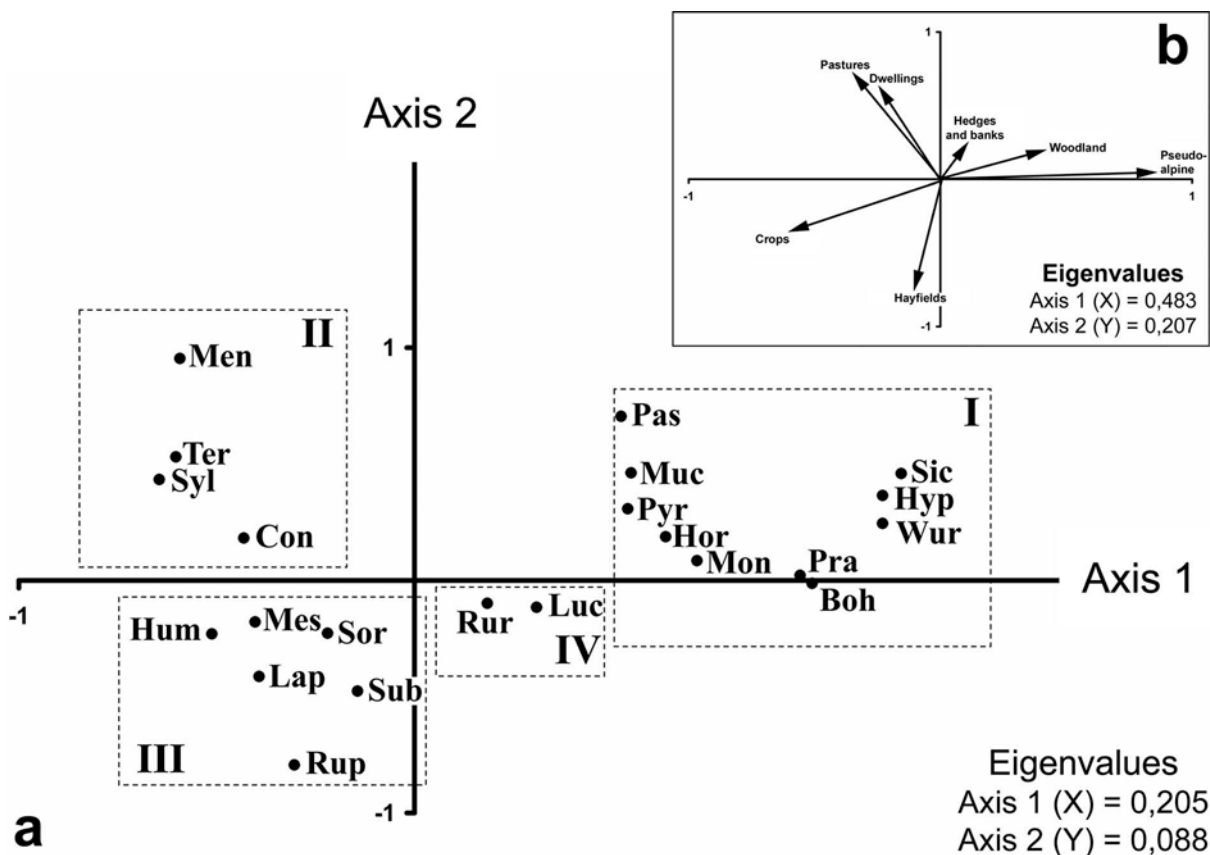 b
1
Pastures
Dwellings
Hedges
and banks
Woodland
Pseudo-
alpine
-1
1
Crops
Hayfields
-1
Eigenvalues
Axis 1 (X) = 0,483
Axis 2 (Y) = 0,207
Axis 2
II
1
Men
Ter
Syl
Con
I
Pas
Muc
Sic
Pyr
Hyp
Hor
Wur
Mon
Pra
Boh
Axis 1
-1
Hum
Mes
Sor
Lap
Sub
III
Rup
Rur
Luc
IV
-1
a
Eigenvalues
Axis 1 (X) = 0,205
Axis 2 (Y) = 0,088